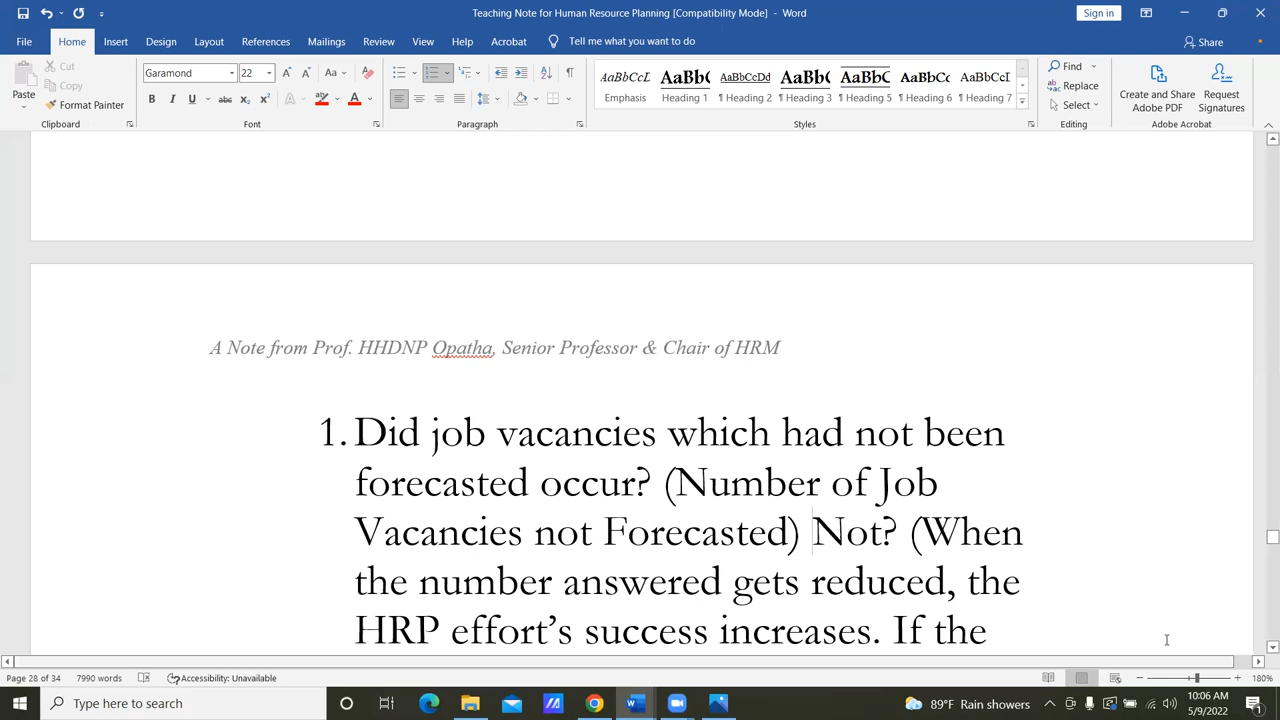 Teaching Note for Human Resource Planning [Compatibility Mode] - Word
Sign in
File Home Insert Design Layout References Mailings Review View Help Acrobat Tell me what you want to do Share
Paste
Cut
Copy
Format Painter
Clipboard
Garamond 22
Font
Paragraph
AaBbCcL AaBbC AaBbCcDd AaBbC AaBbCc AaBbCc AaBbCcI
Emphasis Heading 1 ¶ Heading 2 ¶ Heading 3 ¶ Heading 5 ¶ Heading 6 ¶ Heading 7
Styles
Find
Replace
Select
Editing
Create and Share
Adobe PDF
Request
Signatures
Adobe Acrobat
A Note from Prof. HHDNP Opatha, Senior Professor & Chair of HRM
1. Did job vacancies which had not been
forecasted occur? (Number of Job
Vacancies not Forecasted) Not? (When
the number answered gets reduced, the
HRP effort's success increases. If the
Page 28 of 34 7990 words Accessibility: Unavailable 180%
Type here to search
89°F Rain showers
10:06 AM
5/9/2022